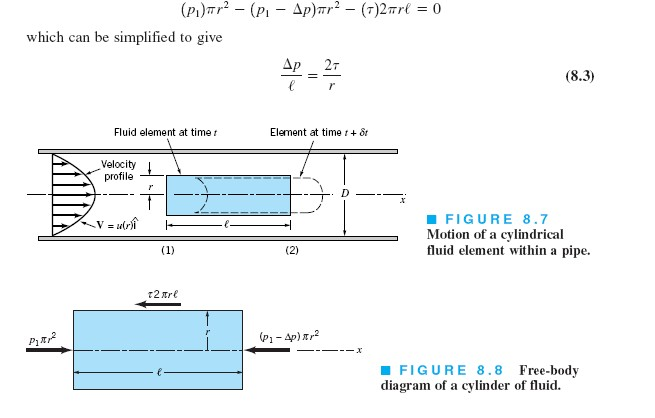 (p₁)πr² − (p₁ − Δp)πr² − (τ)2πrℓ = 0
which can be simplified to give
Δp/ℓ = 2τ/r (8.3)
Fluid element at time t
Element at time t + δt
Velocity
profile
r
D
x
V = u(r)î
ℓ
(1)
(2)
FIGURE 8.7
Motion of a cylindrical
fluid element within a pipe.
τ2πrℓ
r
p₁πr²
(p₁ − Δp)πr²
x
ℓ
FIGURE 8.8 Free-body
diagram of a cylinder of fluid.